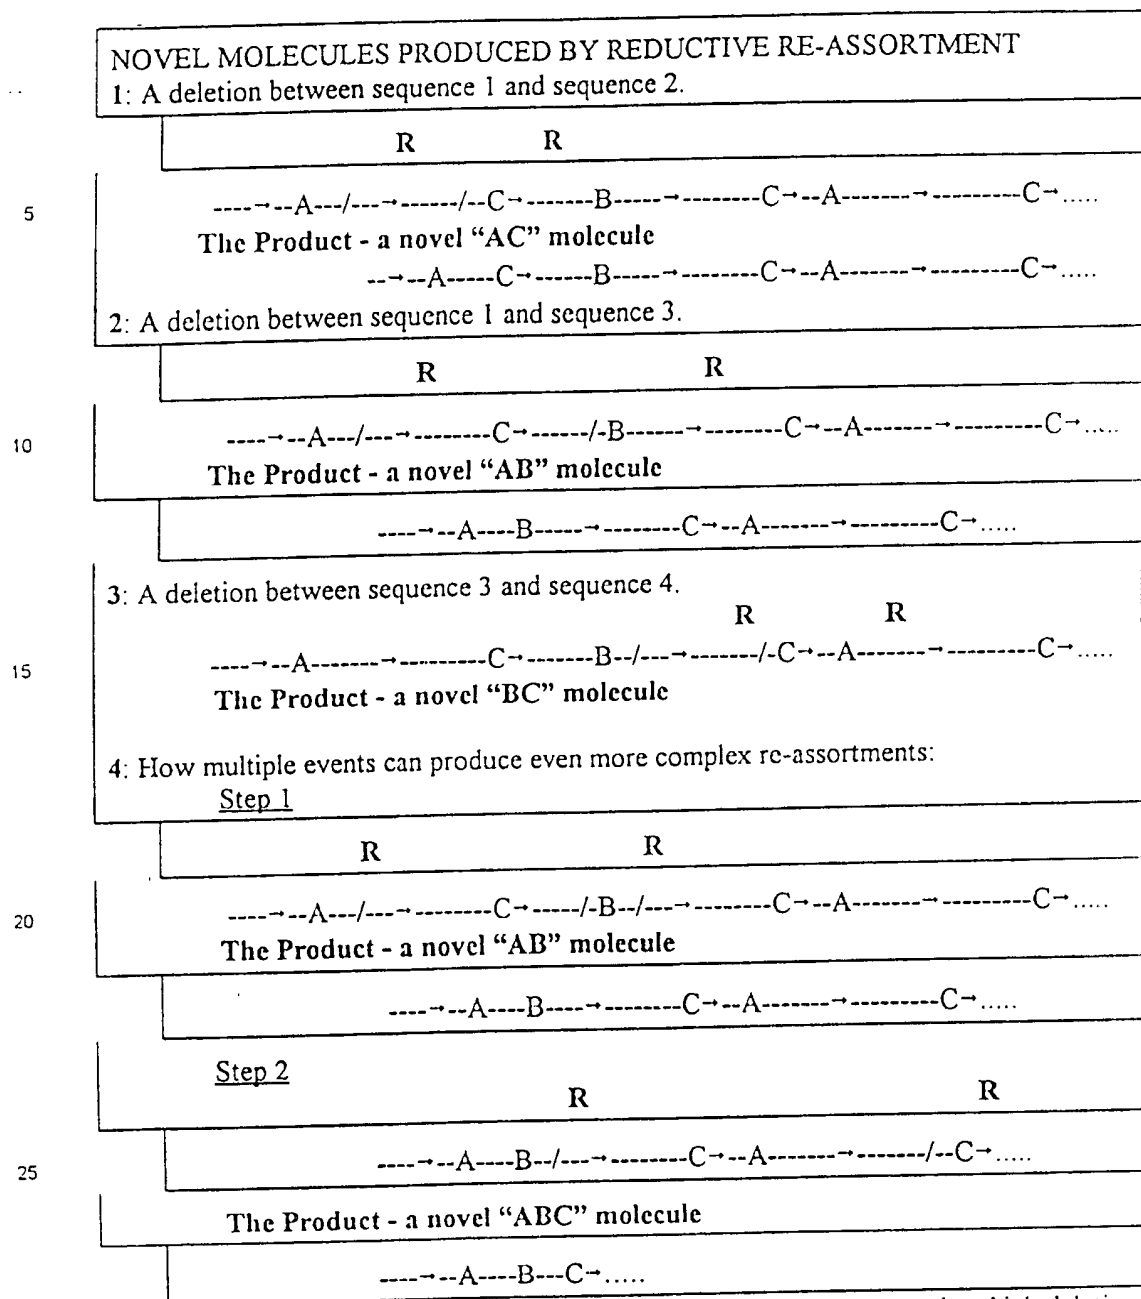 NOVEL MOLECULES PRODUCED BY REDUCTIVE RE-ASSORTMENT
1: A deletion between sequence 1 and sequence 2.
R R
5 ----→--A---/---→------/--C→-------B-----→--------C→--A-------→---------C→.....
The Product - a novel “AC” molecule
--→--A-----C→-------B-----→--------C→--A-------→---------C→.....
2: A deletion between sequence 1 and sequence 3.
R R
10 ----→--A---/---→--------C→------/-B------→--------C→--A-------→---------C→.....
The Product - a novel “AB” molecule
----→--A----B-----→--------C→--A-------→---------C→.....
3: A deletion between sequence 3 and sequence 4.
R R
15 ----→--A-------→---------C→-------B--/---→-------/-C→--A-------→---------C→.....
The Product - a novel “BC” molecule
4: How multiple events can produce even more complex re-assortments:
Step 1
R R
20 ----→--A---/---→--------C→-----/-B--/---→--------C→--A-------→---------C→.....
The Product - a novel “AB” molecule
----→--A----B----→--------C→--A-------→---------C→.....
Step 2
R R
25 ----→--A----B--/---→--------C→--A-------→-------/--C→.....
The Product - a novel “ABC” molecule
----→--A----B---C→.....